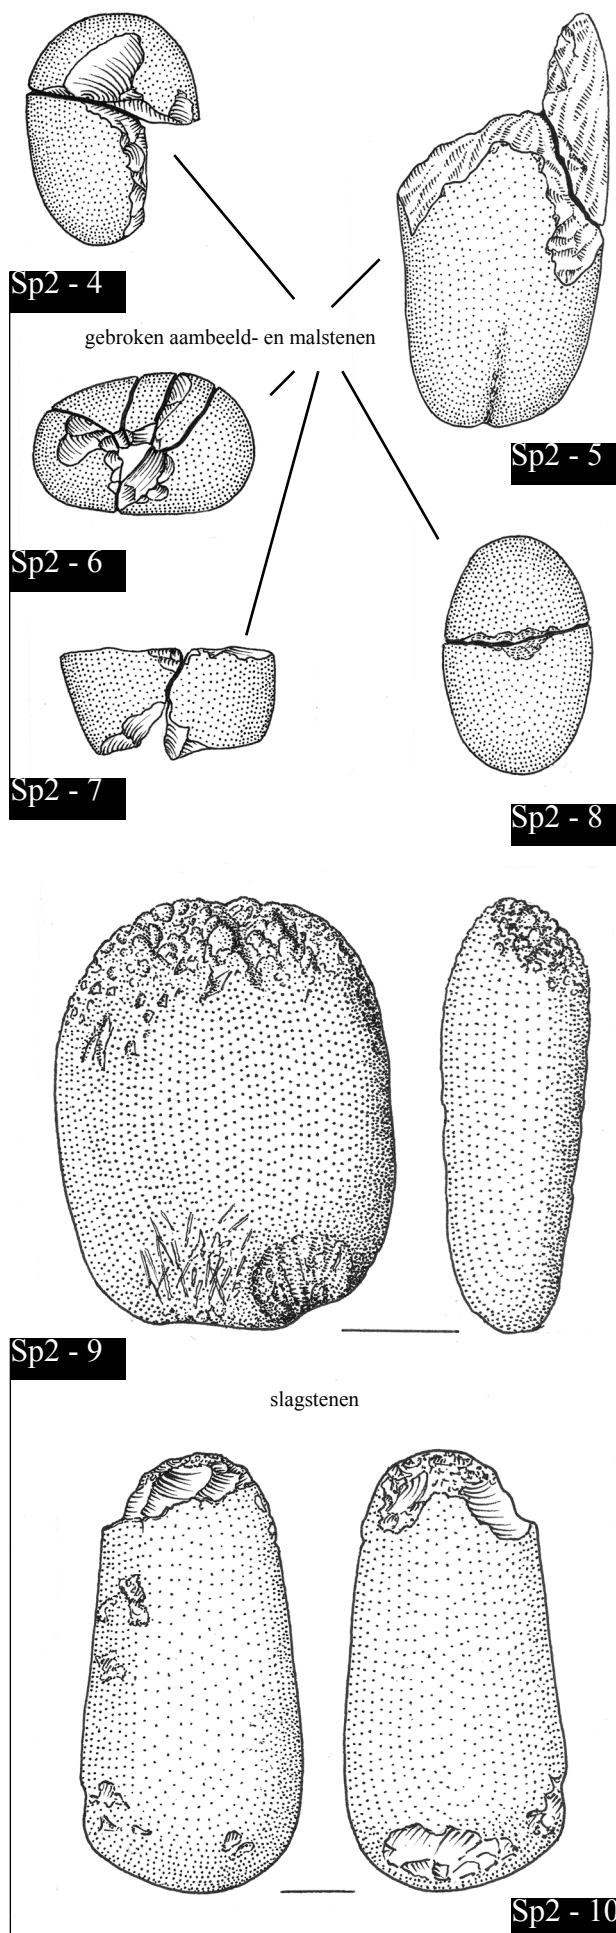 Sp2 - 4
gebroken aambeeld- en malstenen
Sp2 - 5
Sp2 - 6
Sp2 - 7
Sp2 - 8
Sp2 - 9
slagstenen
Sp2 - 10